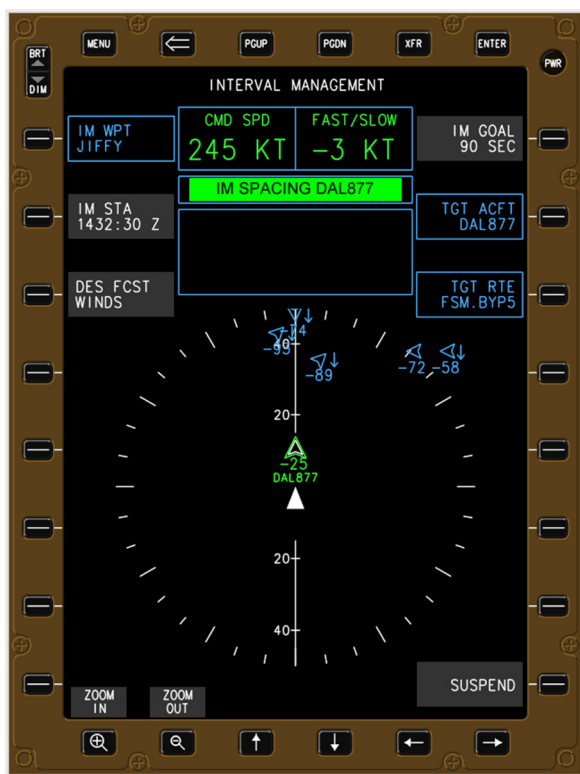 MENU
PGUP
PGDN
XFR
ENTER
BRT
DIM
PWR
INTERVAL MANAGEMENT
IM WPT
JIFFY
CMD SPD
245 KT
FAST/SLOW
-3 KT
IM GOAL
90 SEC
IM SPACING DAL877
IM STA
1432:30 Z
TGT ACFT
DAL877
DES FCST
WINDS
TGT RTE
FSM.BYP5
40
-72
-58
-89
20
-25
DAL877
20
40
SUSPEND
ZOOM
IN
ZOOM
OUT